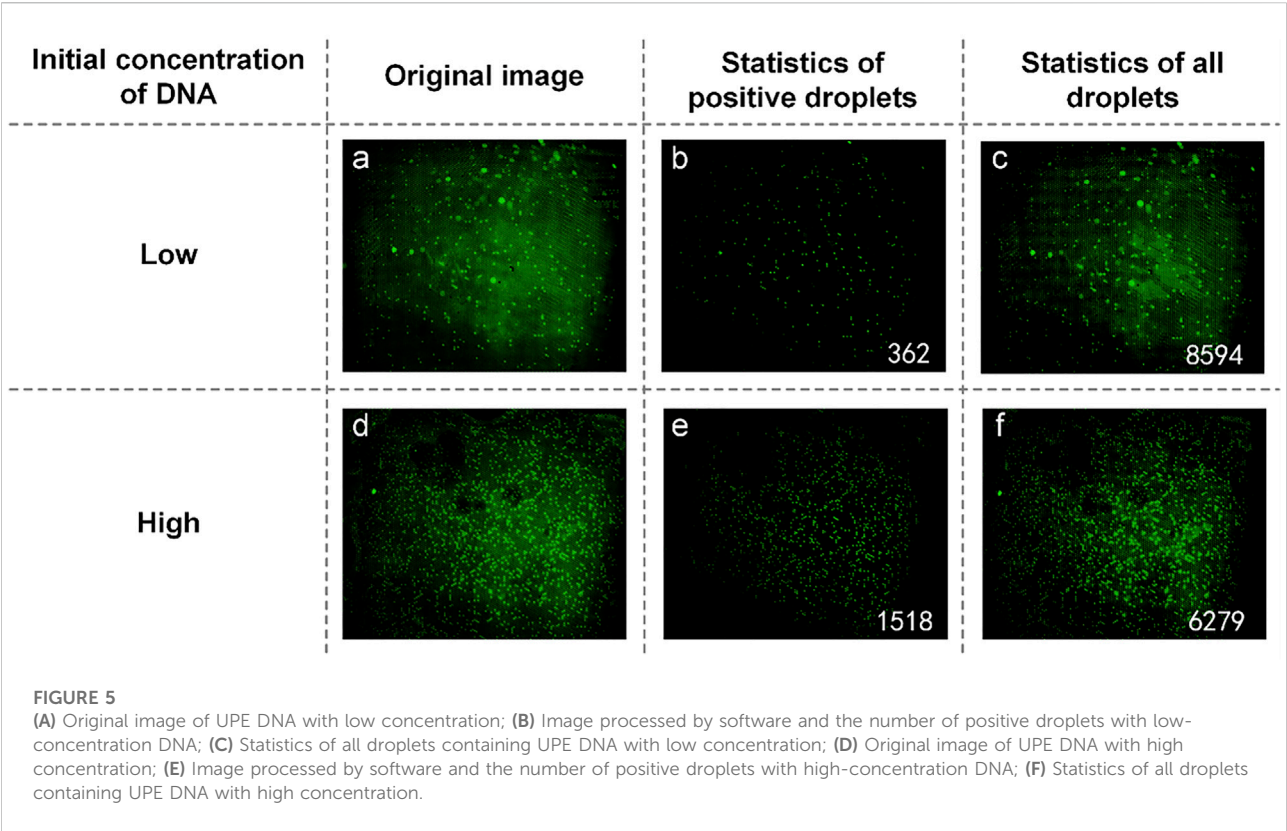 Initial concentration
of DNA
Original image
Statistics of
positive droplets
Statistics of all
droplets
Low
a
b
362
c
8594
High
d
e
1518
f
6279
FIGURE 5
(A) Original image of UPE DNA with low concentration; (B) Image processed by software and the number of positive droplets with low-
concentration DNA; (C) Statistics of all droplets containing UPE DNA with low concentration; (D) Original image of UPE DNA with high
concentration; (E) Image processed by software and the number of positive droplets with high-concentration DNA; (F) Statistics of all droplets
containing UPE DNA with high concentration.